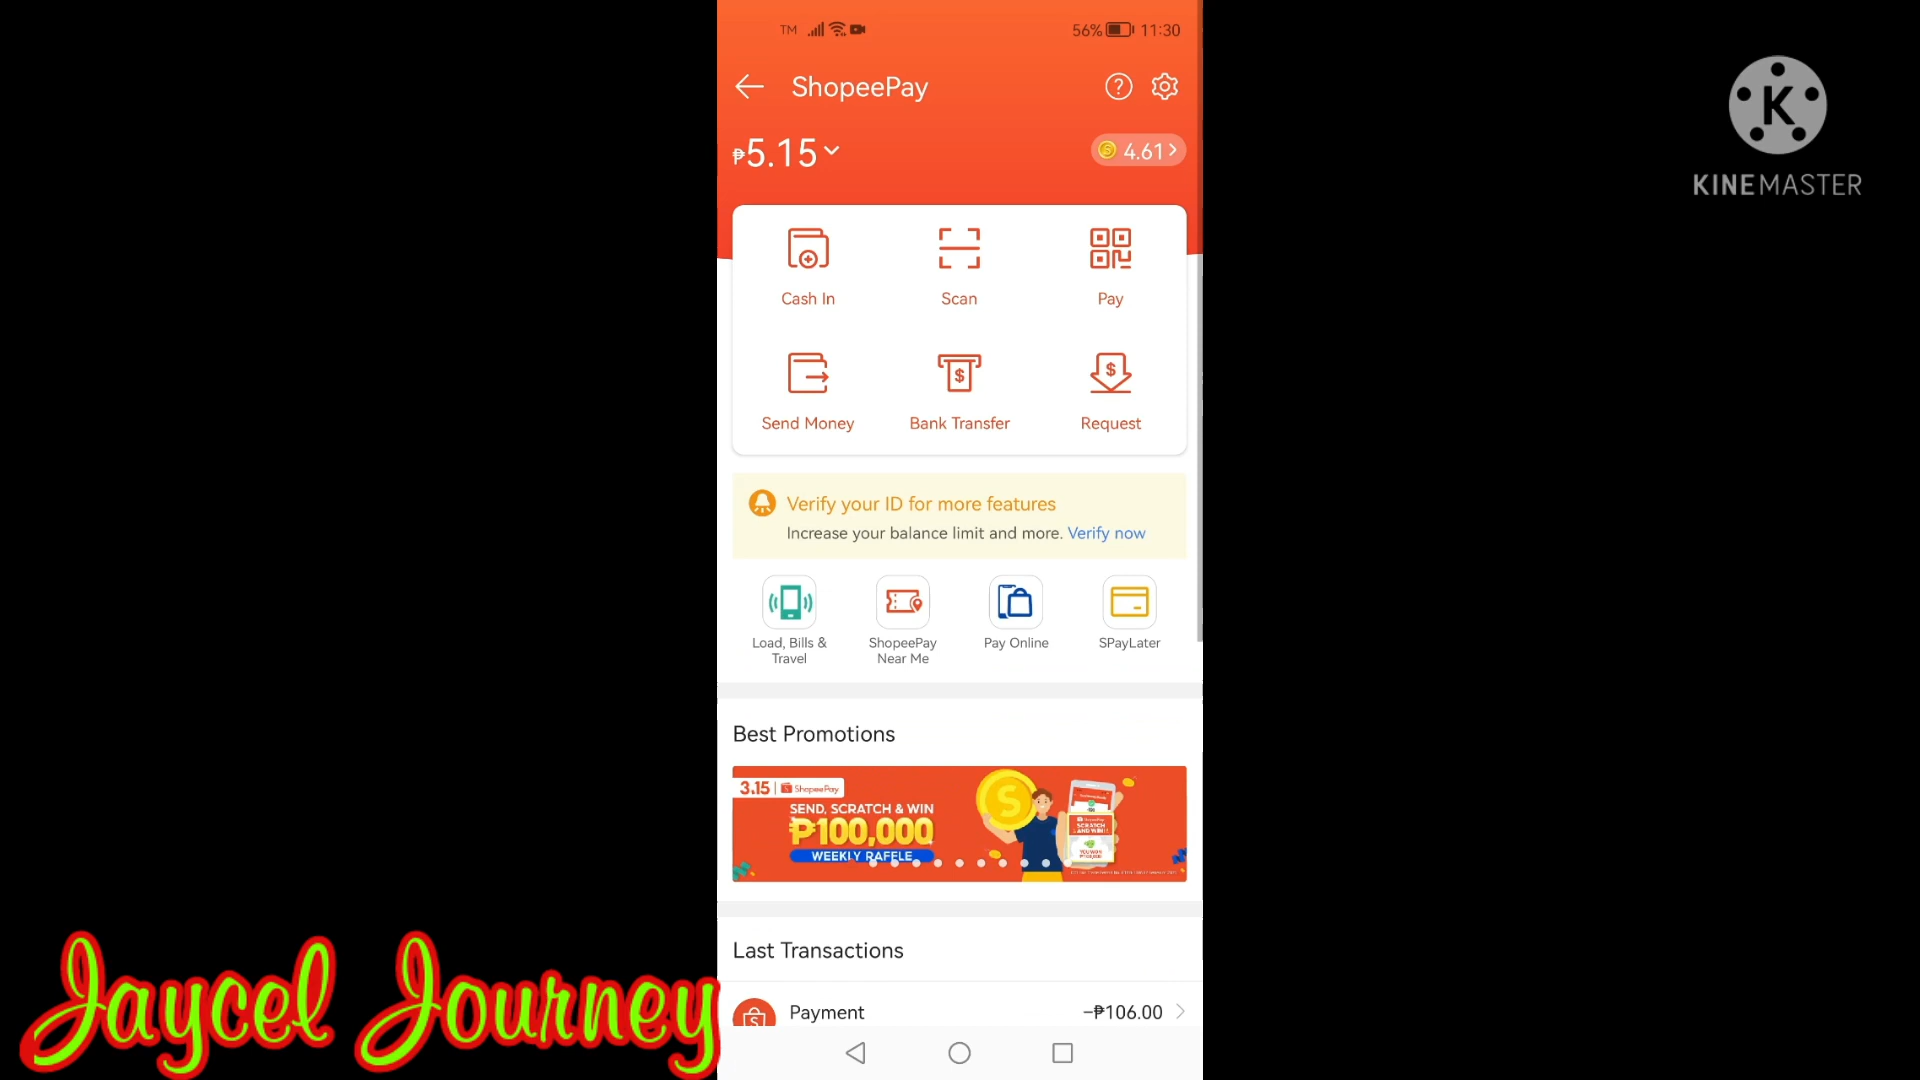 TM 56% 11:30
ShopeePay
₱5.15 4.61
Cash In Scan Pay
Send Money Bank Transfer Request
Verify your ID for more features
Increase your balance limit and more. Verify now
Load, Bills & Travel
ShopeePay Near Me
Pay Online
SPayLater
Best Promotions
3.15 ShopeePay
SEND, SCRATCH & WIN
₱100,000
WEEKLY RAFFLE
SCRATCH AND WIN!
Last Transactions
Payment -₱106.00
K
KINEMASTER
Jaycel Journey